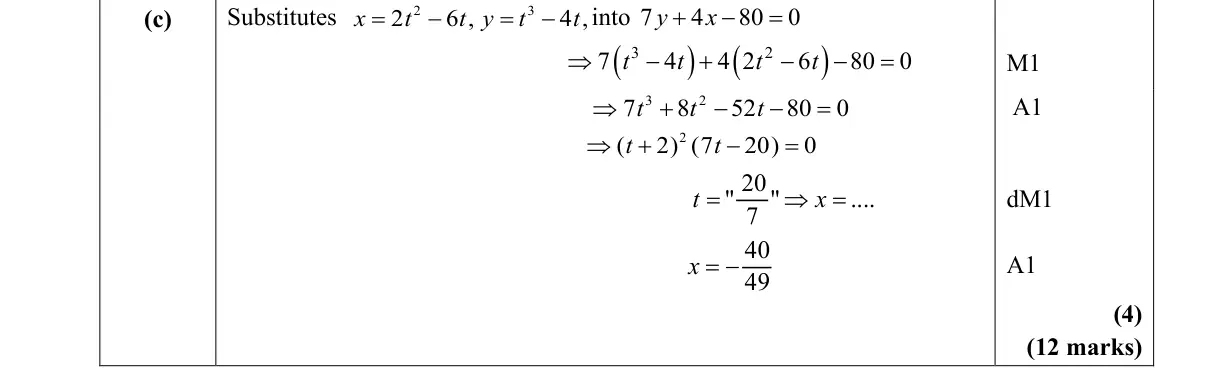 (c) Substitutes x = 2t² − 6t, y = t³ − 4t, into 7y + 4x − 80 = 0
⇒ 7(t³ − 4t) + 4(2t² − 6t) − 80 = 0 M1
⇒ 7t³ + 8t² − 52t − 80 = 0 A1
⇒ (t + 2)² (7t − 20) = 0
t = "20/7" ⇒ x = .... dM1
x = −40/49 A1
(4)
(12 marks)